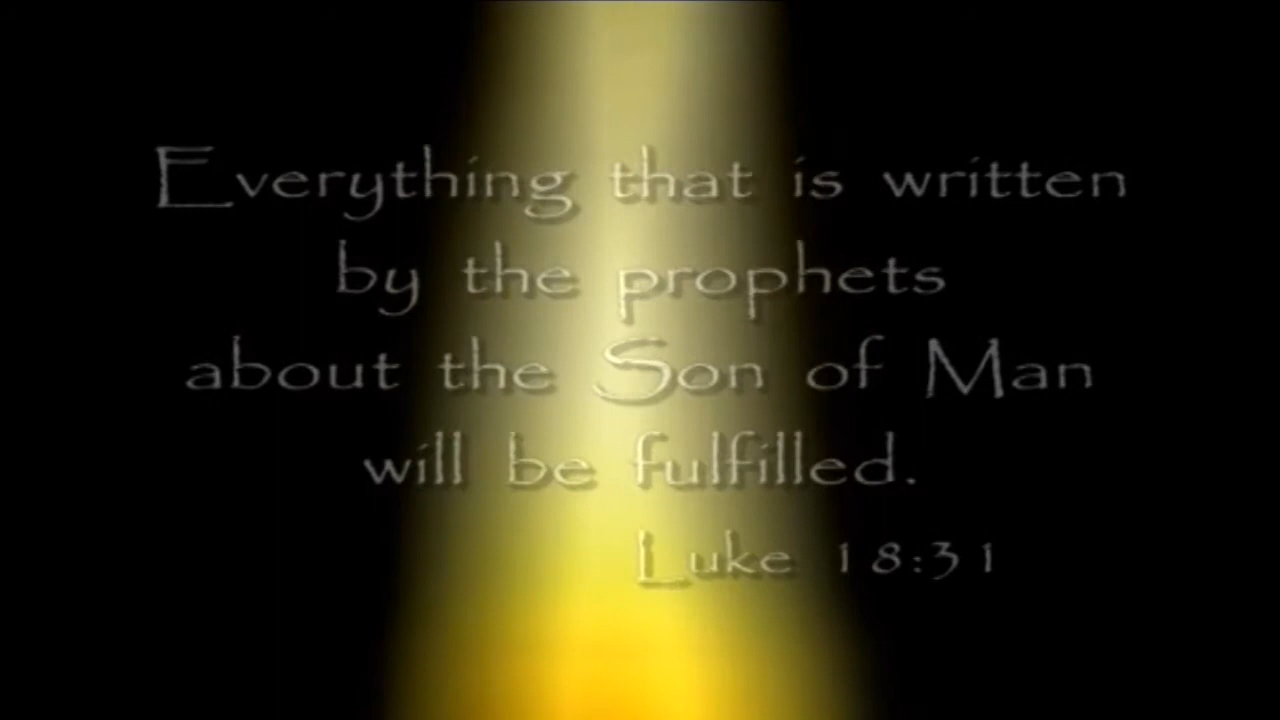 Everything that is written
by the prophets
about the Son of Man
will be fulfilled.
Luke 18:31